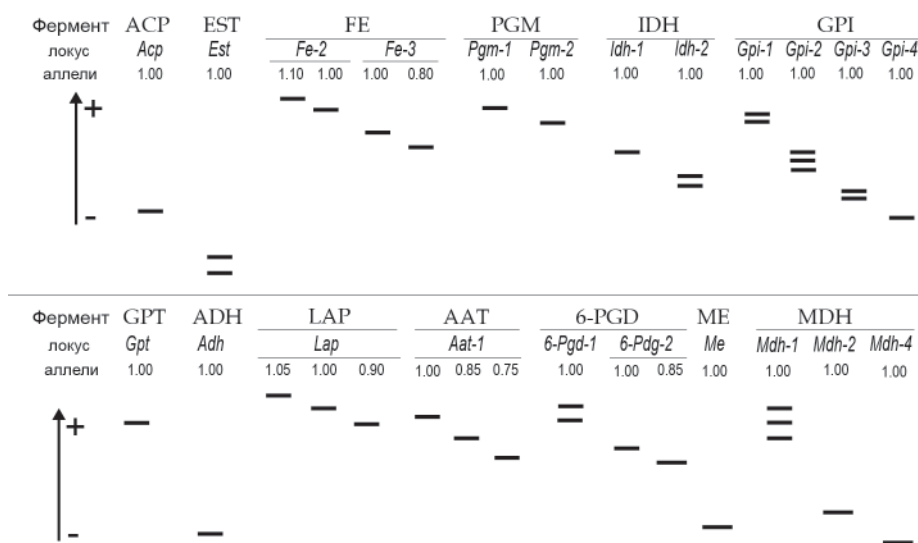 Фермент ACP EST FE PGM IDH GPI
локус Acp Est Fe-2 Fe-3 Pgm-1 Pgm-2 Idh-1 Idh-2 Gpi-1 Gpi-2 Gpi-3 Gpi-4
аллели 1.00 1.00 1.10 1.00 1.00 0.80 1.00 1.00 1.00 1.00 1.00 1.00 1.00 1.00
+
-
Фермент GPT ADH LAP AAT 6-PGD ME MDH
локус Gpt Adh Lap Aat-1 6-Pgd-1 6-Pdg-2 Me Mdh-1 Mdh-2 Mdh-4
аллели 1.00 1.00 1.05 1.00 0.90 1.00 0.85 0.75 1.00 1.00 0.85 1.00 1.00 1.00 1.00
+
-